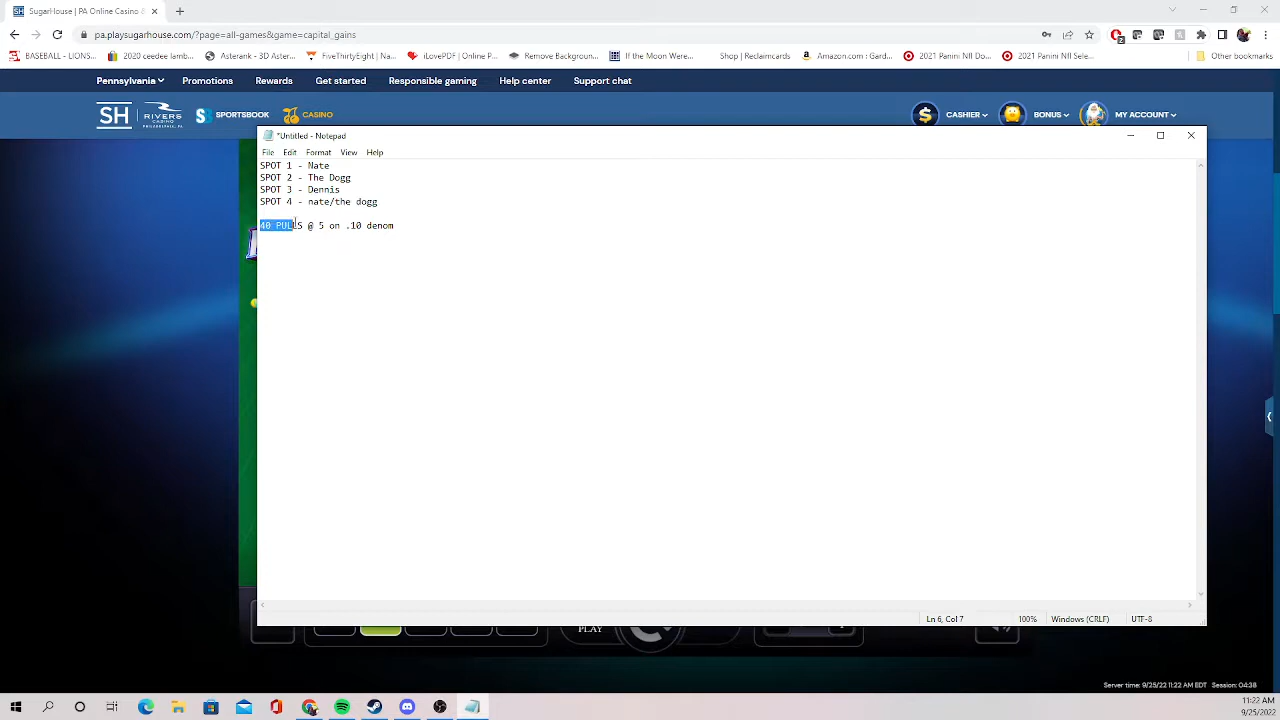 SugarHouse | PA Online Casino &
pa.playsugarhouse.com/?page=all-games&game=capital_gains
BASEBALL - LIONS...
2020 ceedee lamb...
Asterank - 3D Aster...
FiveThirtyEight | Na...
iLovePDF | Online P...
Remove Backgroun...
If the Moon Were...
Shop | Reclaimcards
Amazon.com : Gard...
2021 Panini Nfl Do...
2021 Panini Nfl Sele...
Other bookmarks
Pennsylvania
Promotions
Rewards
Get started
Responsible gaming
Help center
Support chat
SH
RIVERS
CASINO
PHILADELPHIA, PA
SPORTSBOOK
CASINO
CASHIER
BONUS
MY ACCOUNT
*Untitled - Notepad
File Edit Format View Help
SPOT 1 - Nate
SPOT 2 - The Dogg
SPOT 3 - Dennis
SPOT 4 - nate/the dogg
40 PULLS @ 5 on .10 denom
Ln 6, Col 7
100%
Windows (CRLF)
UTF-8
PLAY
Server time: 9/25/22 11:22 AM EDT Session: 04:38
11:22 AM
9/25/2022